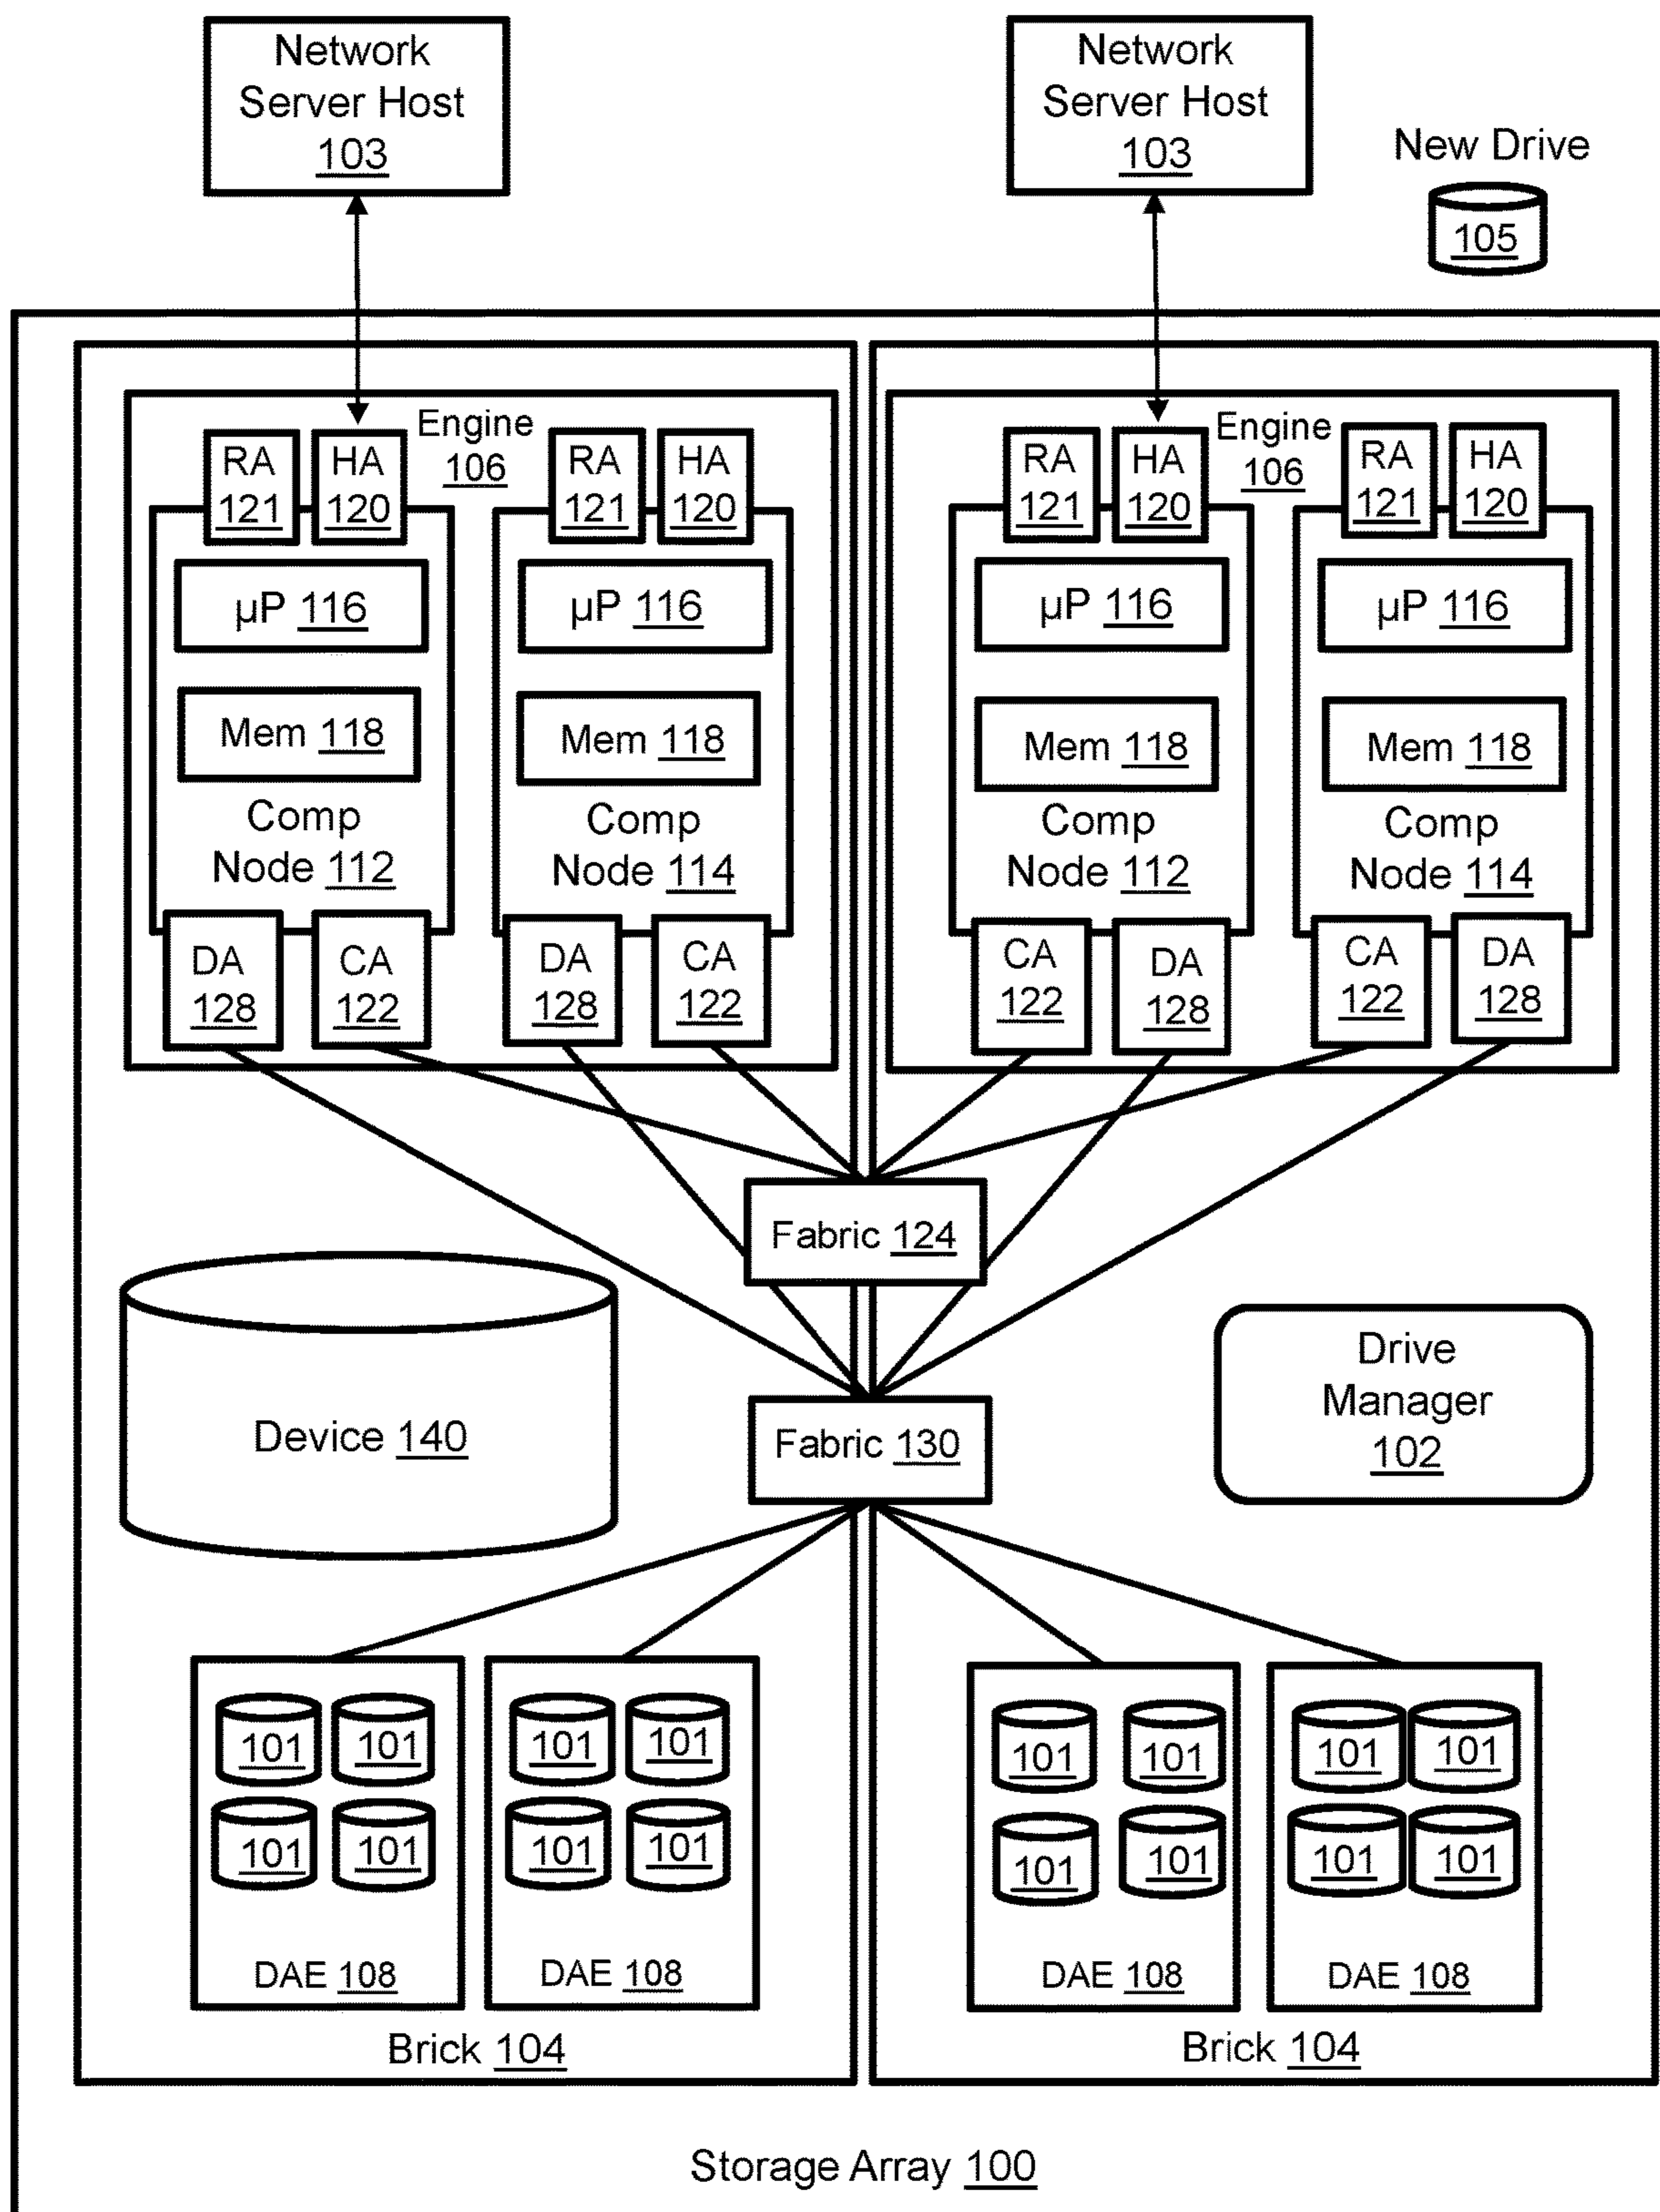 Network
Server Host
103
Network
Server Host
103
New Drive
105
Engine
106
RA
121
HA
120
RA
121
HA
120
µP 116
µP 116
Mem 118
Mem 118
Comp
Node 112
Comp
Node 114
DA
128
CA
122
DA
128
CA
122
Engine
106
RA
121
HA
120
RA
121
HA
120
µP 116
µP 116
Mem 118
Mem 118
Comp
Node 112
Comp
Node 114
CA
122
DA
128
CA
122
DA
128
Fabric 124
Device 140
Fabric 130
Drive
Manager
102
101 101
101 101
DAE 108
101 101
101 101
DAE 108
Brick 104
101 101
101 101
DAE 108
101 101
101 101
DAE 108
Brick 104
Storage Array 100